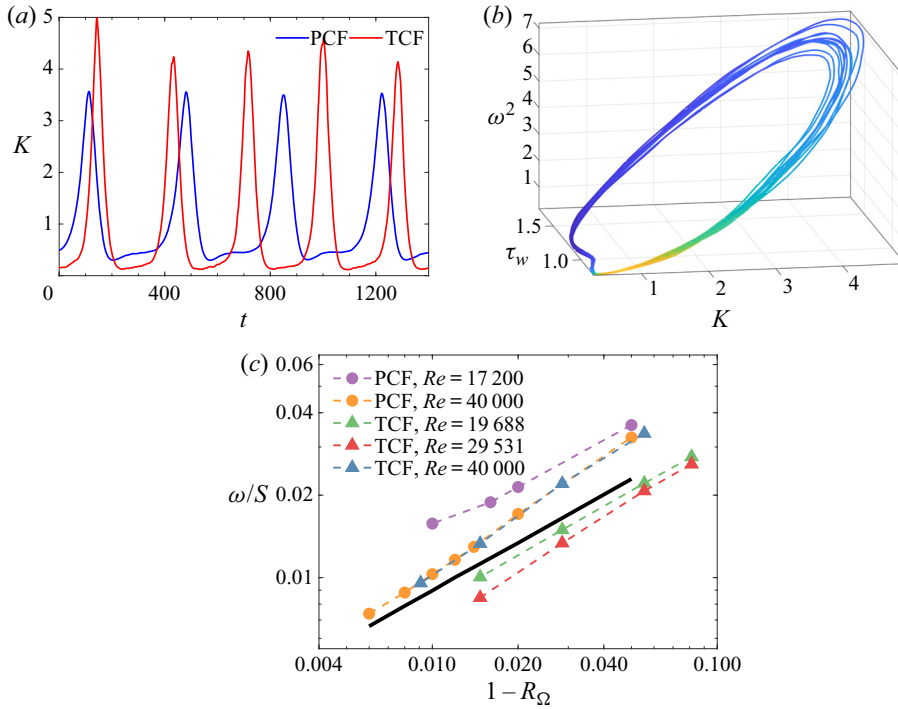 (a)
5
4
3
2
1
K
PCF
TCF
0
400
800
1200
t
(b)
7
6
5
4
3
2
1
ω²
1.5
1.0
τw
1
2
3
4
K
(c)
0.06
0.04
0.02
0.01
ω/S
PCF, Re = 17 200
PCF, Re = 40 000
TCF, Re = 19 688
TCF, Re = 29 531
TCF, Re = 40 000
0.004
0.010
0.020
0.040
0.100
1 – RΩ